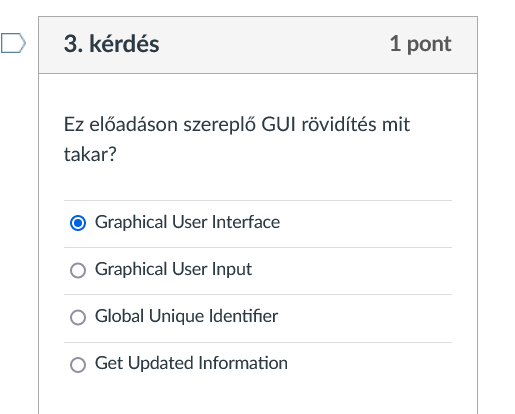 3. kérdés
1 pont
Ez előadáson szereplő GUI rövidítés mit
takar?
Graphical User Interface
Graphical User Input
Global Unique Identifier
Get Updated Information